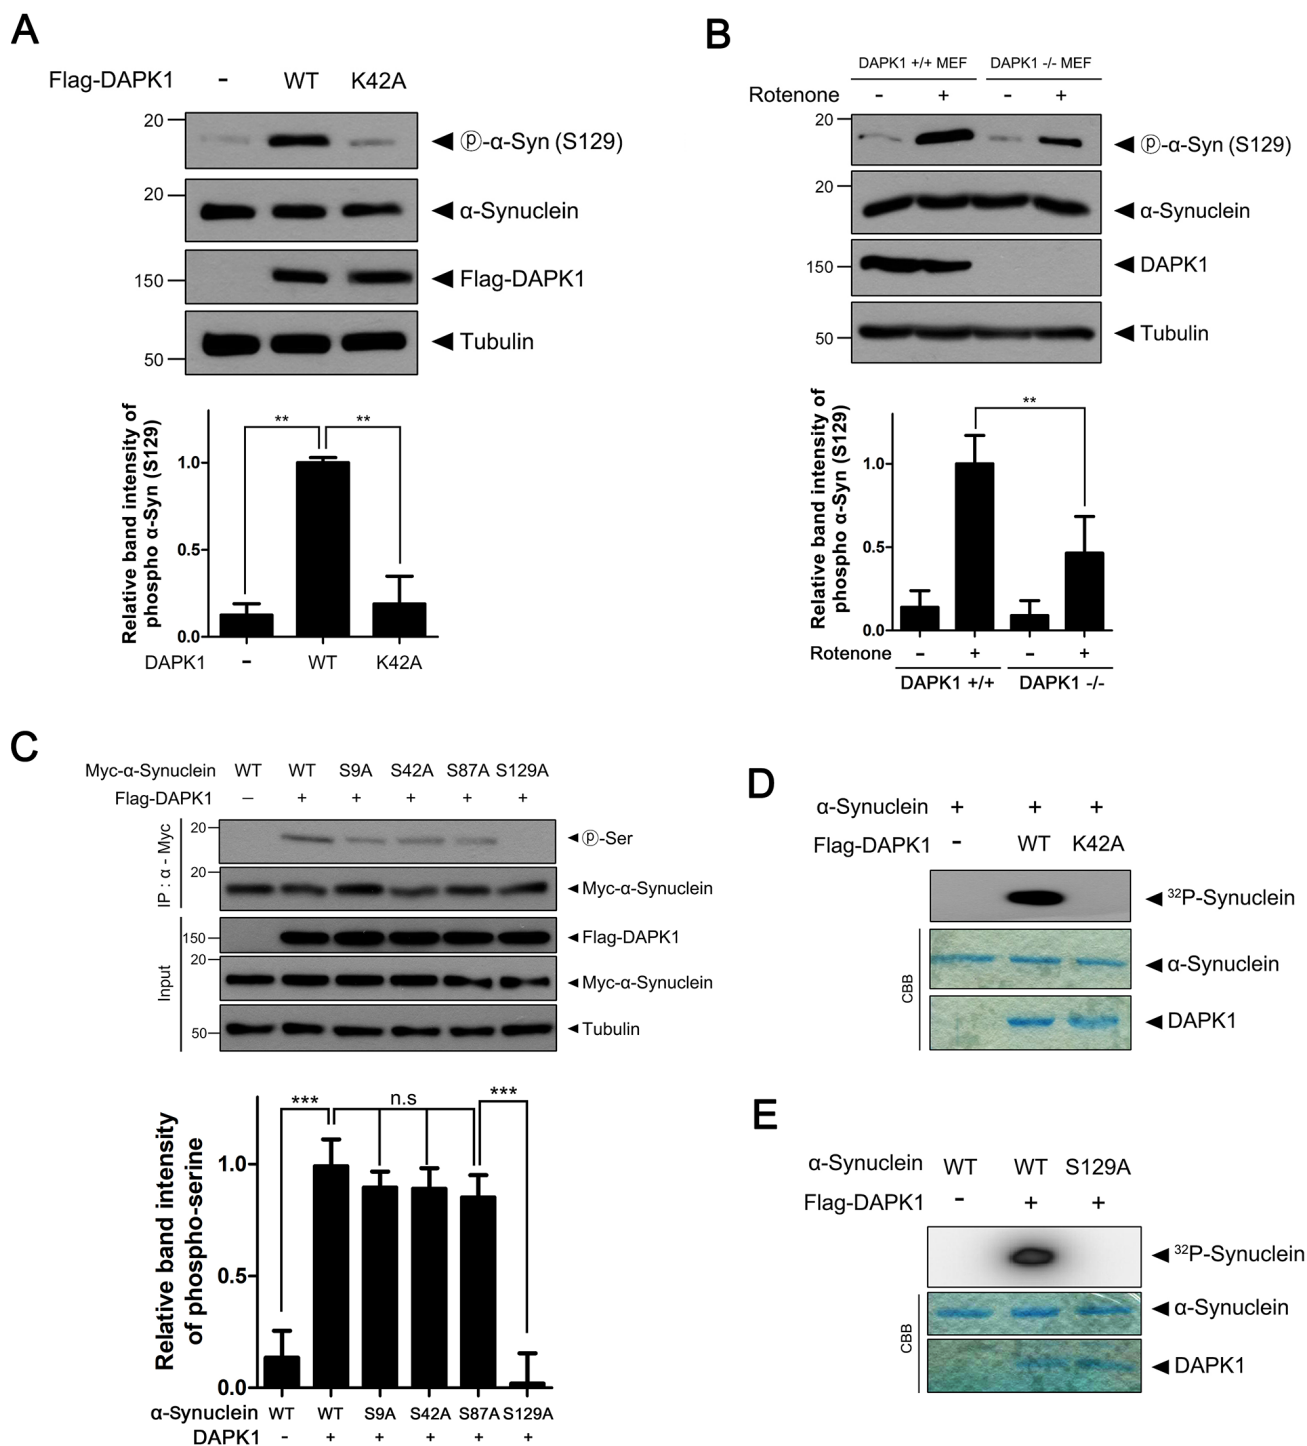 A
Flag-DAPK1 - WT K42A
20 ⓟ-α-Syn (S129)
20 α-Synuclein
150 Flag-DAPK1
50 Tubulin
Relative band intensity of
phospho α-Syn (S129)
** **
1.0
0.5
0.0
DAPK1 - WT K42A
B
DAPK1 +/+ MEF DAPK1 -/- MEF
Rotenone - + - +
20 ⓟ-α-Syn (S129)
20 α-Synuclein
150 DAPK1
50 Tubulin
Relative band intensity of
phospho α-Syn (S129)
**
1.0
0.5
0.0
Rotenone - + - +
DAPK1 +/+ DAPK1 -/-
C
Myc-α-Synuclein WT WT S9A S42A S87A S129A
Flag-DAPK1 – + + + + +
IP : α - Myc
20 ⓟ-Ser
20 Myc-α-Synuclein
Input
150 Flag-DAPK1
20 Myc-α-Synuclein
50 Tubulin
Relative band intensity
of phospho-serine
*** n.s ***
1.0
0.5
0.0
α-Synuclein WT WT S9A S42A S87A S129A
DAPK1 - + + + + +
D
α-Synuclein + + +
Flag-DAPK1 - WT K42A
³²P-Synuclein
CBB
α-Synuclein
DAPK1
E
α-Synuclein WT WT S129A
Flag-DAPK1 - + +
³²P-Synuclein
CBB
α-Synuclein
DAPK1